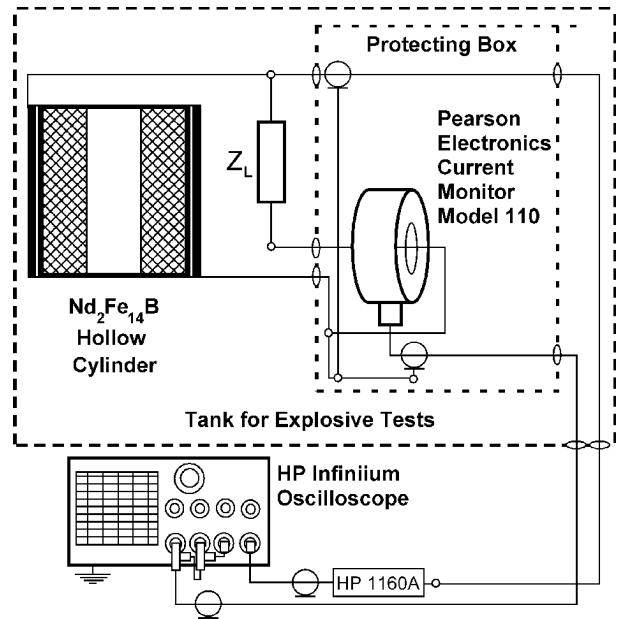 Protecting Box
Pearson
Electronics
Current
Monitor
Model 110
Z_L
Nd₂Fe₁₄B
Hollow
Cylinder
Tank for Explosive Tests
HP Infiniium
Oscilloscope
HP 1160A